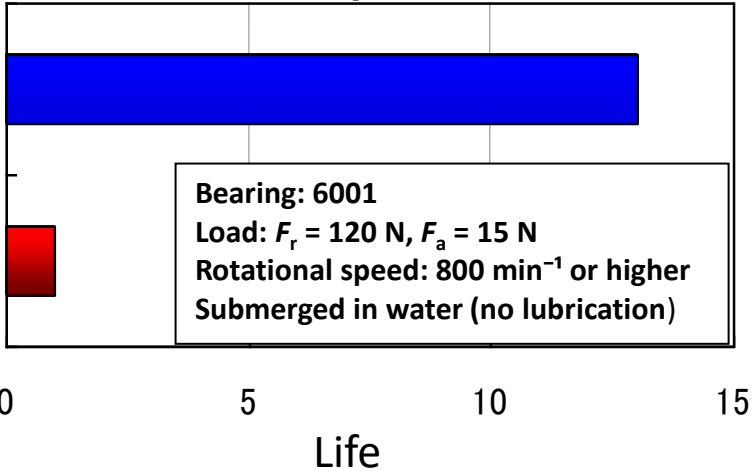 Bearing: 6001
Load: Fr = 120 N, Fa = 15 N
Rotational speed: 800 min⁻¹ or higher
Submerged in water (no lubrication)
0 5 10 15
Life